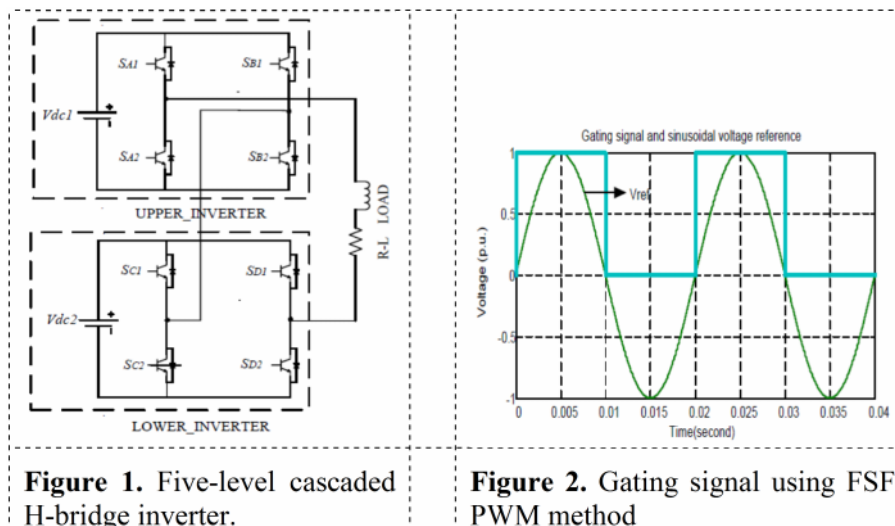 SA1
SB1
Vdc1
+
SA2
SB2
UPPER_INVERTER
R-L LOAD
SC1
SD1
Vdc2
+
SC2
SD2
LOWER_INVERTER
Figure 1. Five-level cascaded
H-bridge inverter.
Gating signal and sinusoidal voltage reference
Vref
Voltage (p.u.)
1
0.5
0
-0.5
-1
0 0.005 0.01 0.015 0.02 0.025 0.03 0.035 0.04
Time(second)
Figure 2. Gating signal using FSF
PWM method